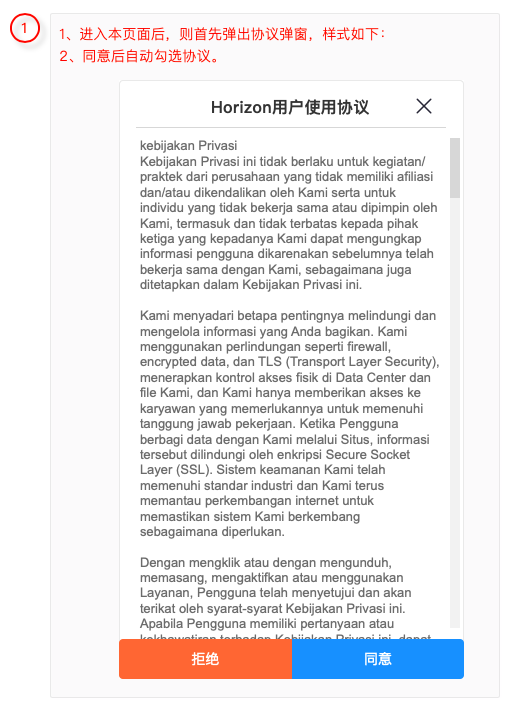 1
1、进入本页面后，则首先弹出协议弹窗，样式如下：
2、同意后自动勾选协议。
Horizon用户使用协议
kebijakan Privasi
Kebijakan Privasi ini tidak berlaku untuk kegiatan/
praktek dari perusahaan yang tidak memiliki afiliasi
dan/atau dikendalikan oleh Kami serta untuk
individu yang tidak bekerja sama atau dipimpin oleh
Kami, termasuk dan tidak terbatas kepada pihak
ketiga yang kepadanya Kami dapat mengungkap
informasi pengguna dikarenakan sebelumnya telah
bekerja sama dengan Kami, sebagaimana juga
ditetapkan dalam Kebijakan Privasi ini.
Kami menyadari betapa pentingnya melindungi dan
mengelola informasi yang Anda bagikan. Kami
menggunakan perlindungan seperti firewall,
encrypted data, dan TLS (Transport Layer Security),
menerapkan kontrol akses fisik di Data Center dan
file Kami, dan Kami hanya memberikan akses ke
karyawan yang memerlukannya untuk memenuhi
tanggung jawab pekerjaan. Ketika Pengguna
berbagi data dengan Kami melalui Situs, informasi
tersebut dilindungi oleh enkripsi Secure Socket
Layer (SSL). Sistem keamanan Kami telah
memenuhi standar industri dan Kami terus
memantau perkembangan internet untuk
memastikan sistem Kami berkembang
sebagaimana diperlukan.
Dengan mengklik atau dengan mengunduh,
memasang, mengaktifkan atau menggunakan
Layanan, Pengguna telah menyetujui dan akan
terikat oleh syarat-syarat Kebijakan Privasi ini.
Apabila Pengguna memiliki pertanyaan atau
kekhawatiran terhadap Kebijakan Privasi ini, dapat
拒绝
同意